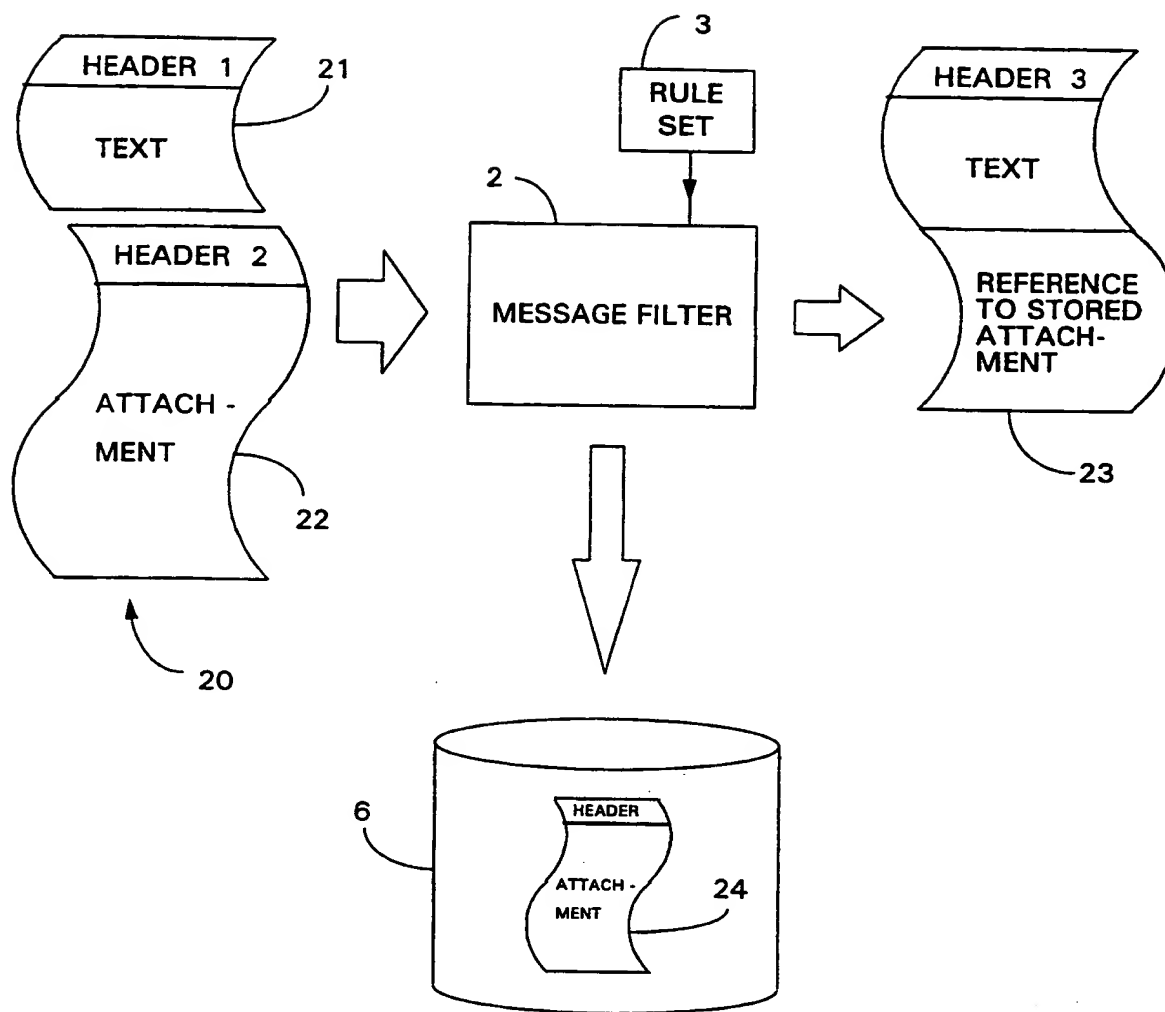 HEADER 1
21
TEXT
HEADER 2
ATTACH -
MENT
22
20
3
RULE
SET
2
MESSAGE FILTER
HEADER 3
TEXT
REFERENCE
TO STORED
ATTACH-
MENT
23
6
HEADER
ATTACH -
MENT
24